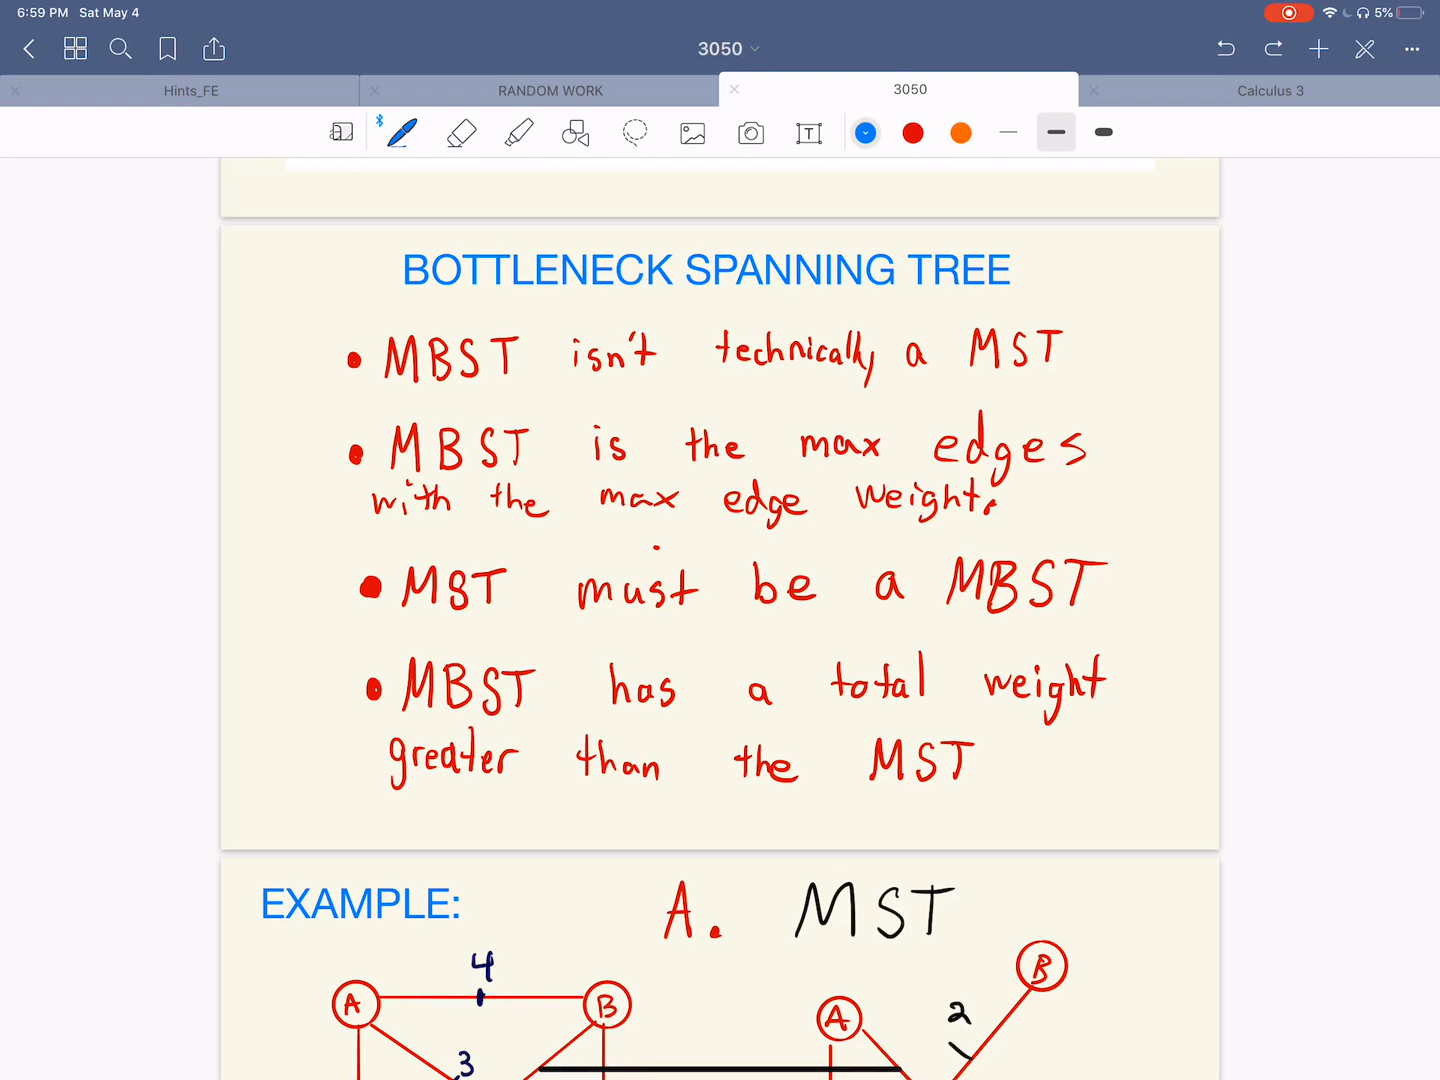 6:59 PM Sat May 4
5%
3050
Hints_FE
RANDOM WORK
3050
Calculus 3
T
BOTTLENECK SPANNING TREE
• MBST isn't technically a MST
• MBST is the max edges
with the max edge weight.
• MST must be a MBST
• MBST has a total weight
greater than the MST
EXAMPLE:
A. MST
4
B
A
B
A
2
3